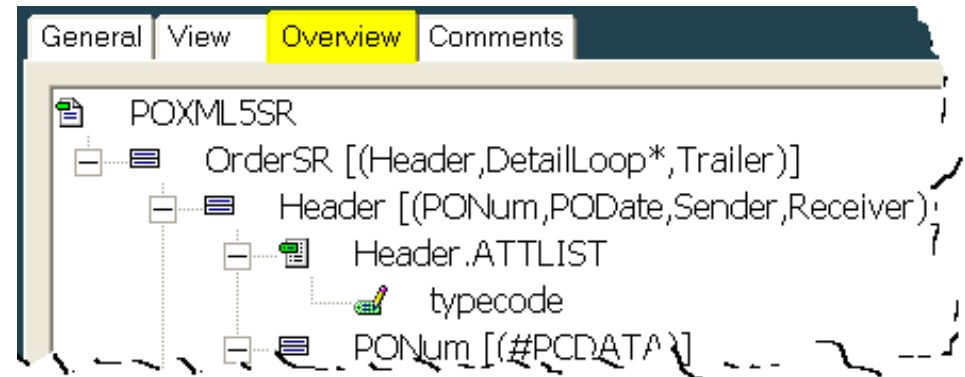 General View Overview Comments
POXML5SR
OrderSR [(Header,DetailLoop*,Trailer)]
Header [(PONum,PODate,Sender,Receiver)
Header.ATTLIST
typecode
PONum [(#PCDATA)]